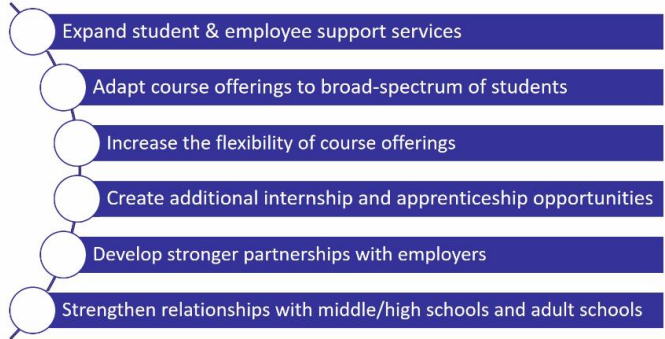 Expand student & employee support services
Adapt course offerings to broad-spectrum of students
Increase the flexibility of course offerings
Create additional internship and apprenticeship opportunities
Develop stronger partnerships with employers
Strengthen relationships with middle/high schools and adult schools